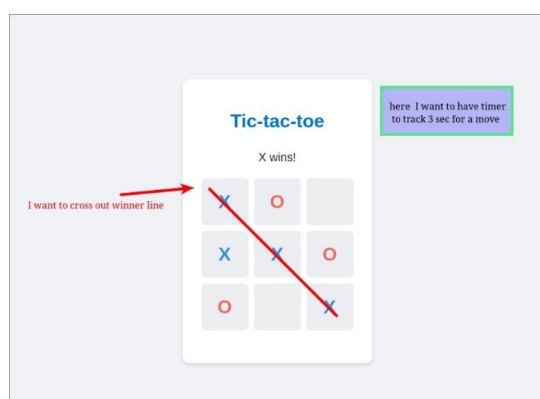 Tic-tac-toe
here I want to have timer
to track 3 sec for a move
X wins!
I want to cross out winner line
X O
X X O
O X